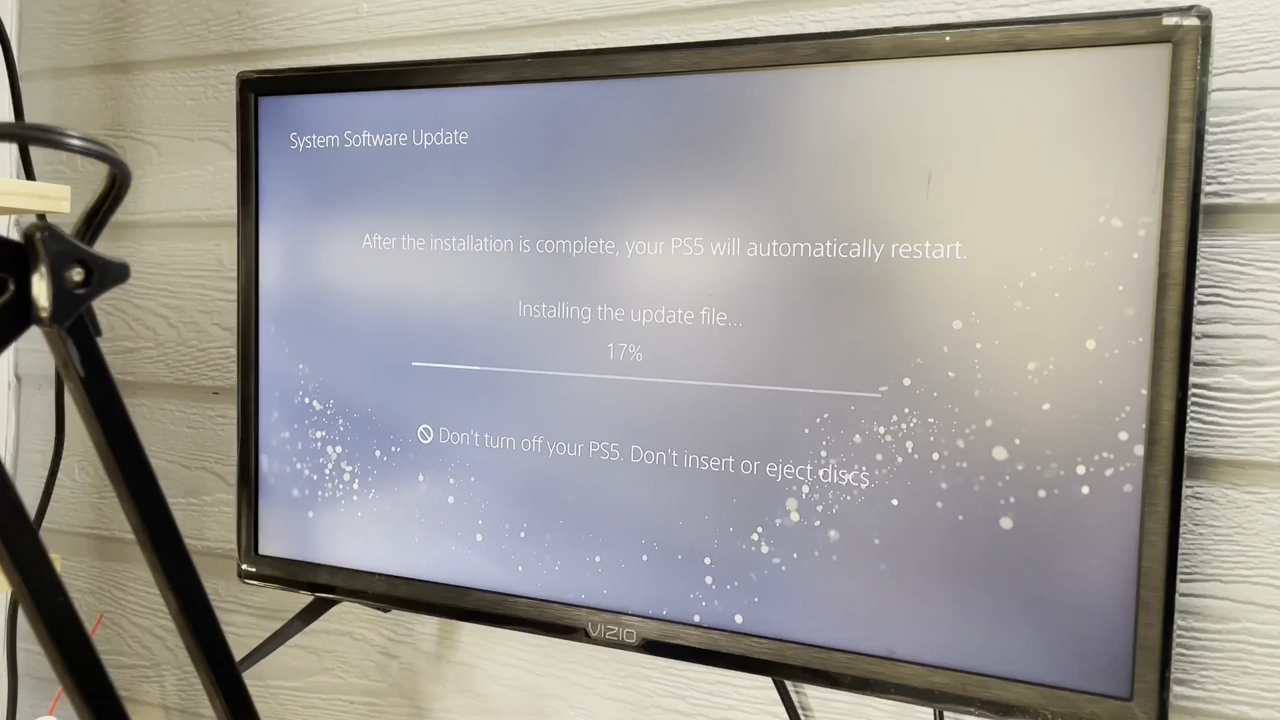 System Software Update
After the installation is complete, your PS5 will automatically restart.
Installing the update file...
17%
Don't turn off your PS5. Don't insert or eject discs.
VIZIO